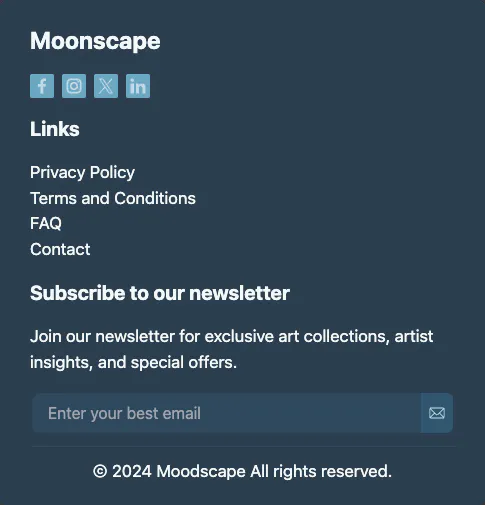 Moonscape
Links
Privacy Policy
Terms and Conditions
FAQ
Contact
Subscribe to our newsletter
Join our newsletter for exclusive art collections, artist
insights, and special offers.
Enter your best email
© 2024 Moodscape All rights reserved.